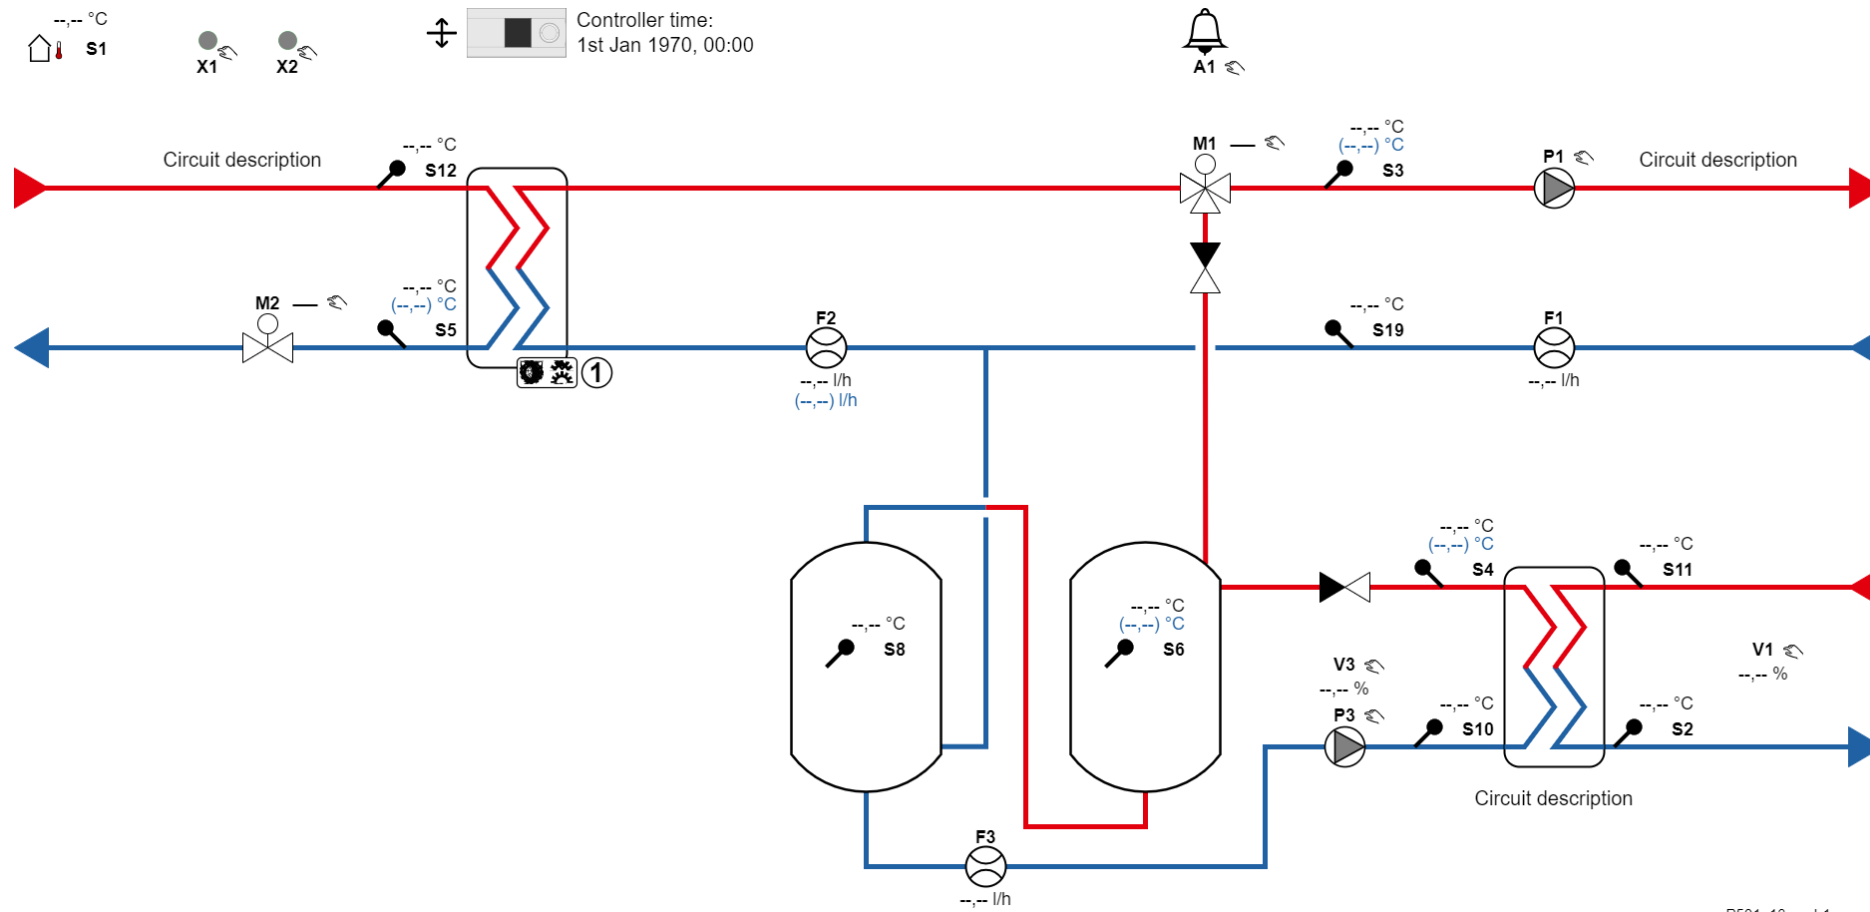 --,-- °C
S1
X1
X2
Controller time:
1st Jan 1970, 00:00
A1
Circuit description
--,-- °C
S12
M1
--,-- °C
(--,--) °C
S3
P1
Circuit description
M2
--,-- °C
(--,--) °C
S5
1
F2
--,-- l/h
(--,--) l/h
--,-- °C
S19
F1
--,-- l/h
--,-- °C
S8
--,-- °C
(--,--) °C
S6
--,-- °C
(--,--) °C
S4
--,-- °C
S11
V3
--,-- %
P3
--,-- °C
S10
--,-- °C
S2
V1
--,-- %
Circuit description
F3
--,-- l/h